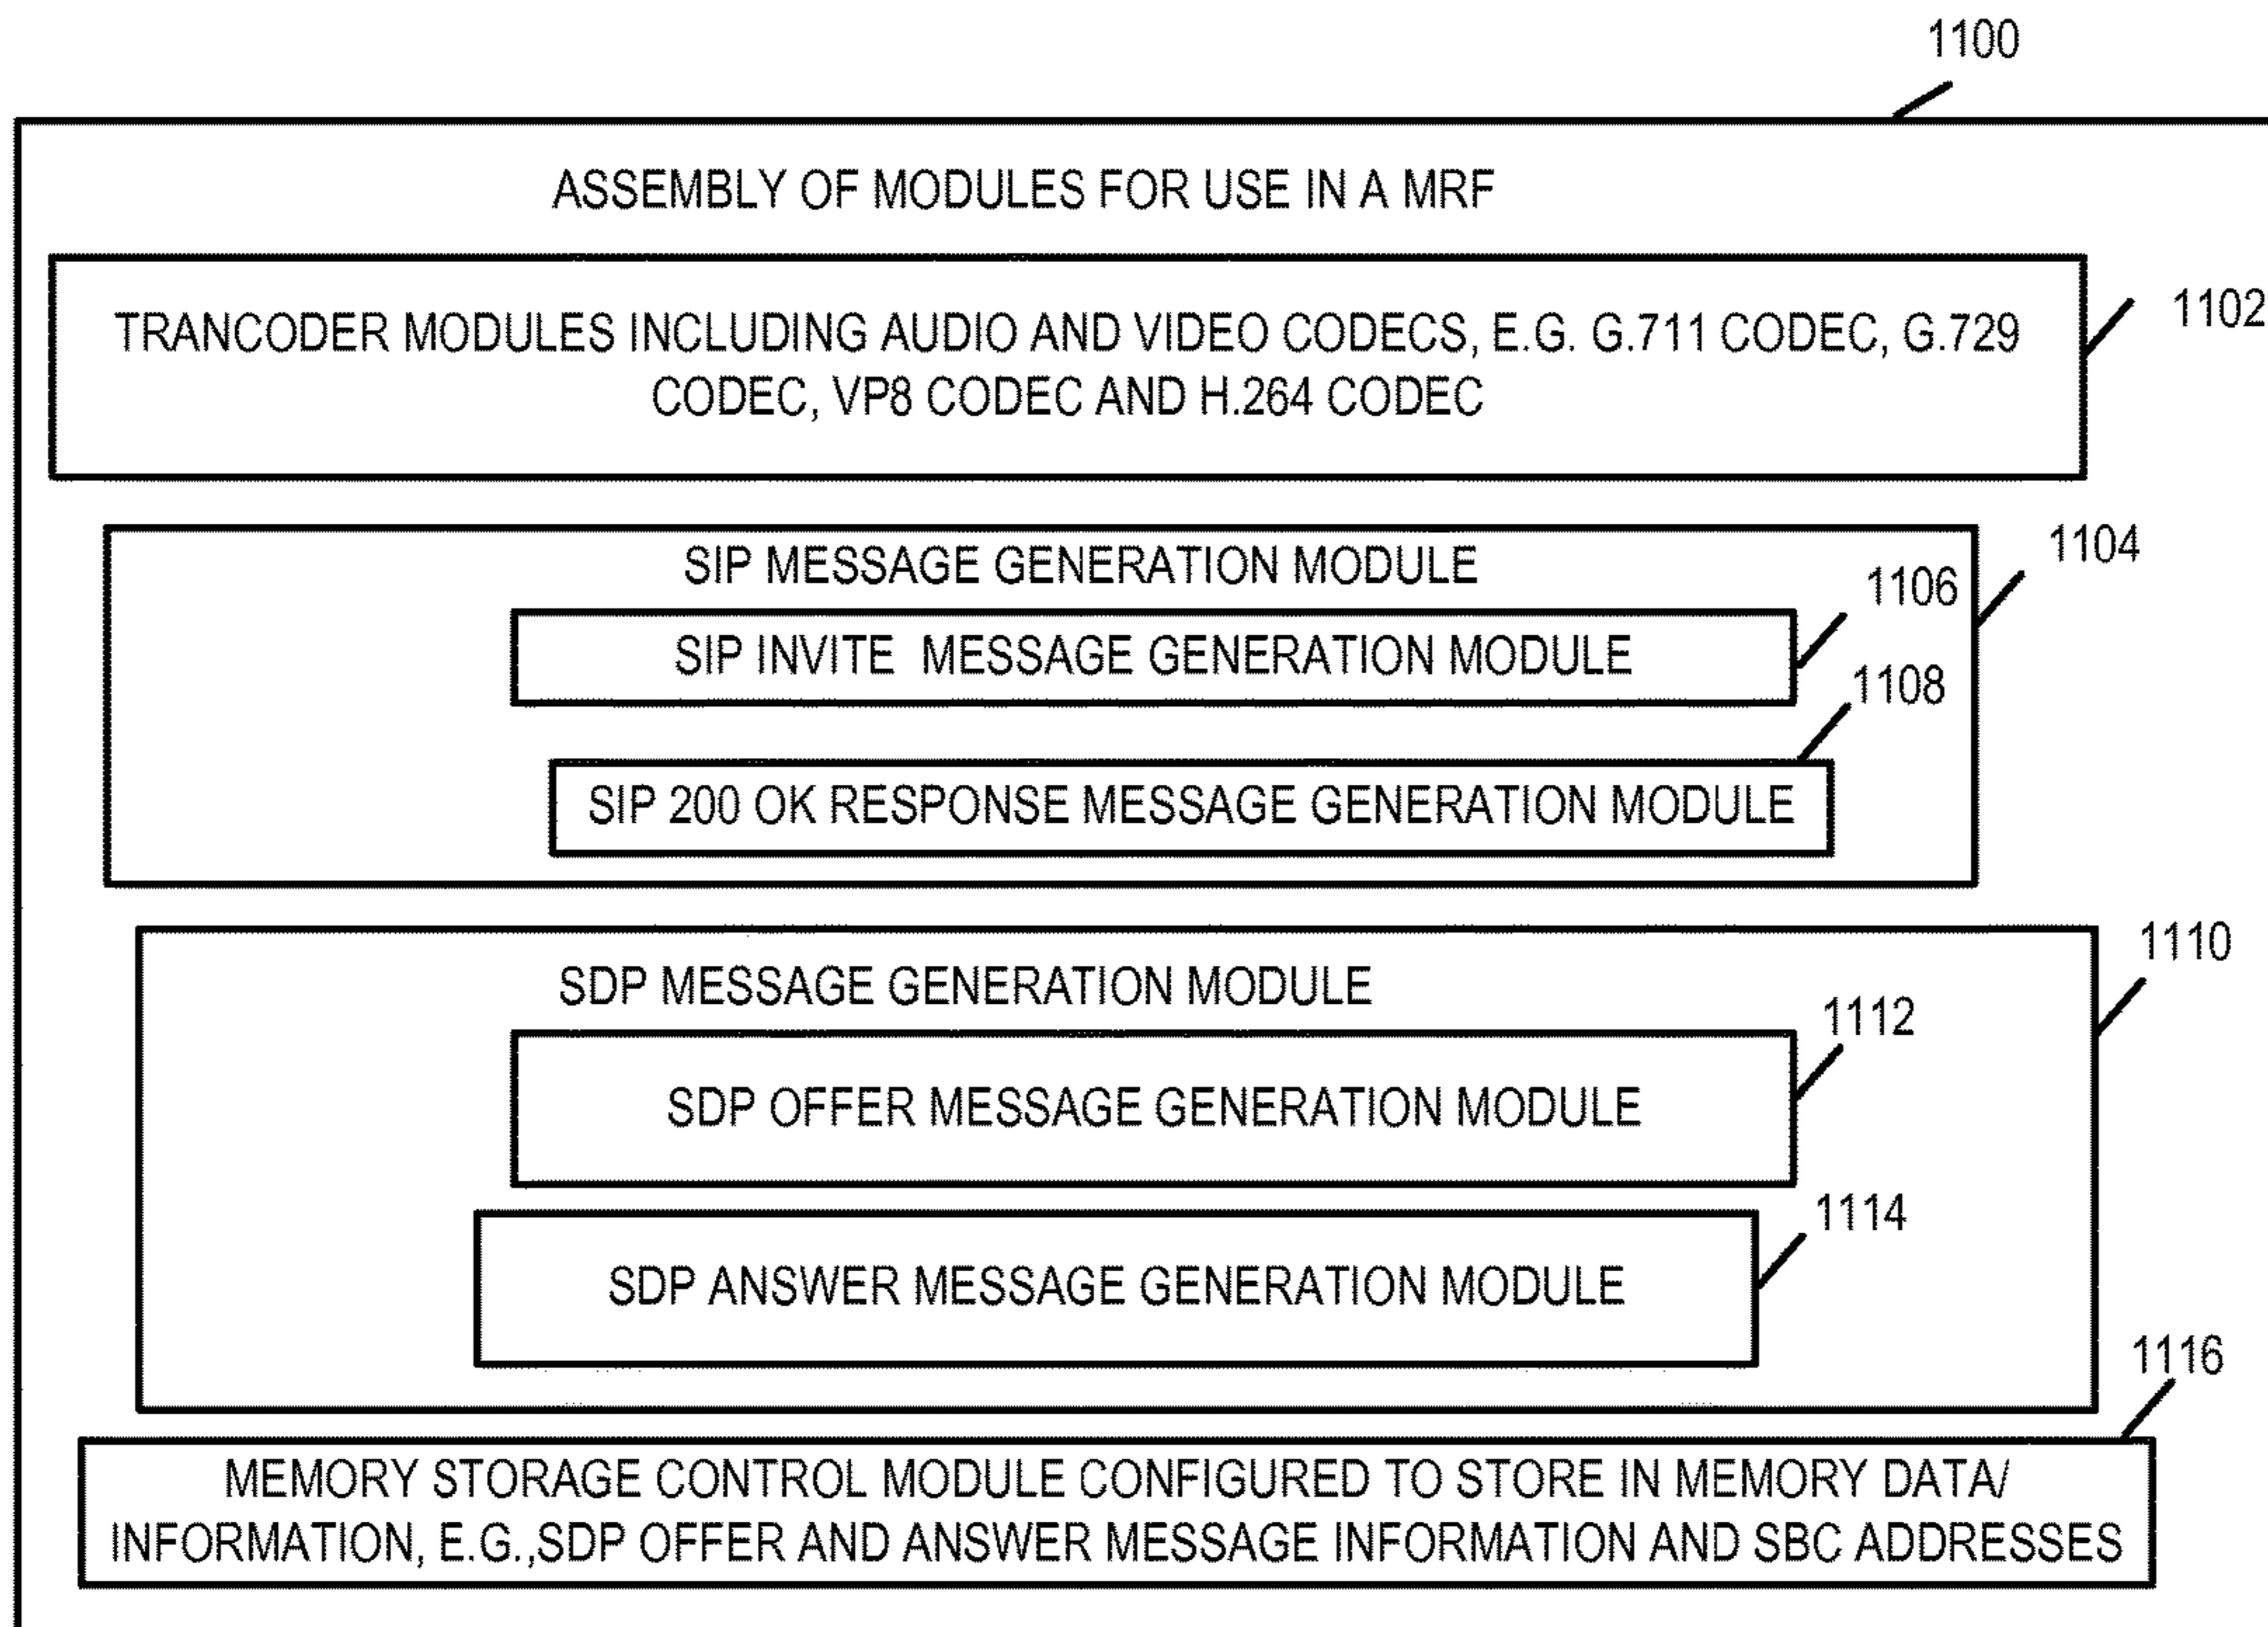 1100
ASSEMBLY OF MODULES FOR USE IN A MRF
TRANCODER MODULES INCLUDING AUDIO AND VIDEO CODECS, E.G. G.711 CODEC, G.729
CODEC, VP8 CODEC AND H.264 CODEC
1102
SIP MESSAGE GENERATION MODULE
1104
1106
SIP INVITE MESSAGE GENERATION MODULE
1108
SIP 200 OK RESPONSE MESSAGE GENERATION MODULE
1110
SDP MESSAGE GENERATION MODULE
1112
SDP OFFER MESSAGE GENERATION MODULE
1114
SDP ANSWER MESSAGE GENERATION MODULE
1116
MEMORY STORAGE CONTROL MODULE CONFIGURED TO STORE IN MEMORY DATA/
INFORMATION, E.G.,SDP OFFER AND ANSWER MESSAGE INFORMATION AND SBC ADDRESSES